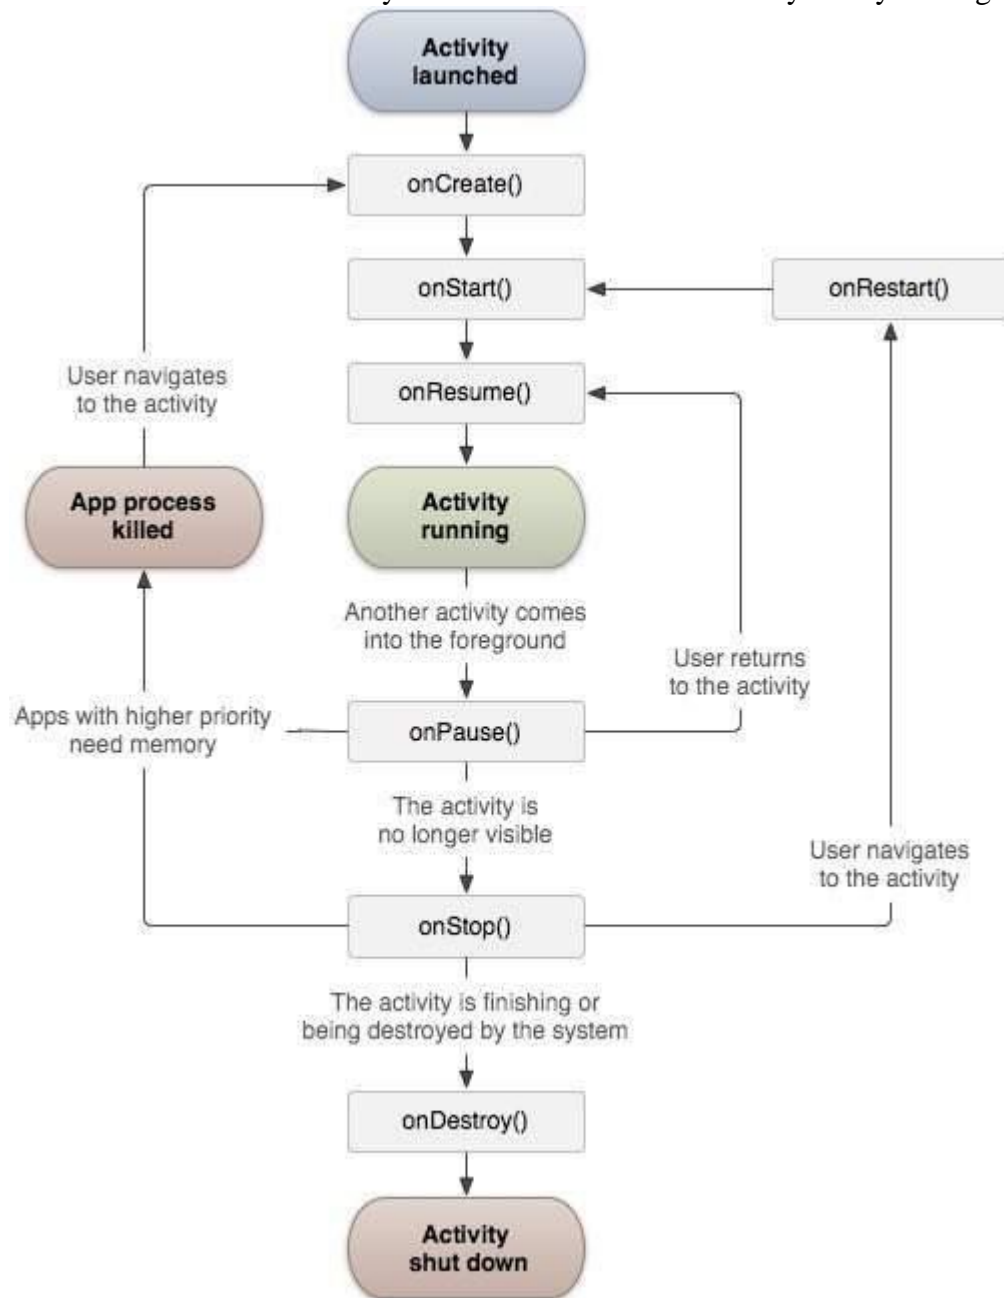 Activity
launched
onCreate()
onStart()
onRestart()
onResume()
User navigates
to the activity
App process
killed
Activity
running
Another activity comes
into the foreground
User returns
to the activity
Apps with higher priority
need memory
onPause()
The activity is
no longer visible
User navigates
to the activity
onStop()
The activity is finishing or
being destroyed by the system
onDestroy()
Activity
shut down